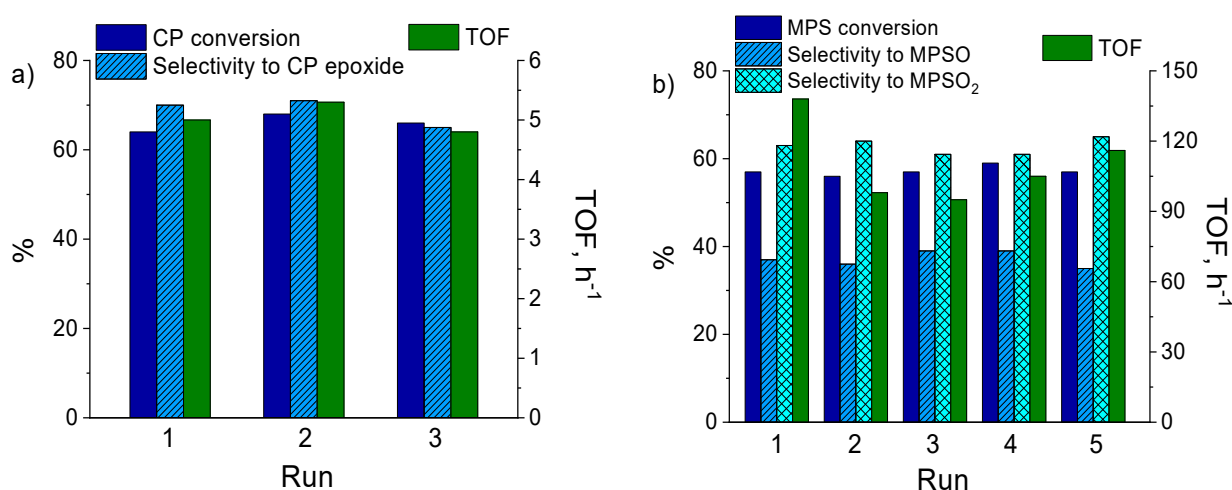 a)
CP conversion
Selectivity to CP epoxide
TOF
80
60
40
20
0
%
6
5
4
3
2
1
0
TOF, h⁻¹
1 2 3
Run
b)
MPS conversion
Selectivity to MPSO
Selectivity to MPSO₂
TOF
80
60
40
20
0
%
150
120
90
60
30
0
TOF, h⁻¹
1 2 3 4 5
Run